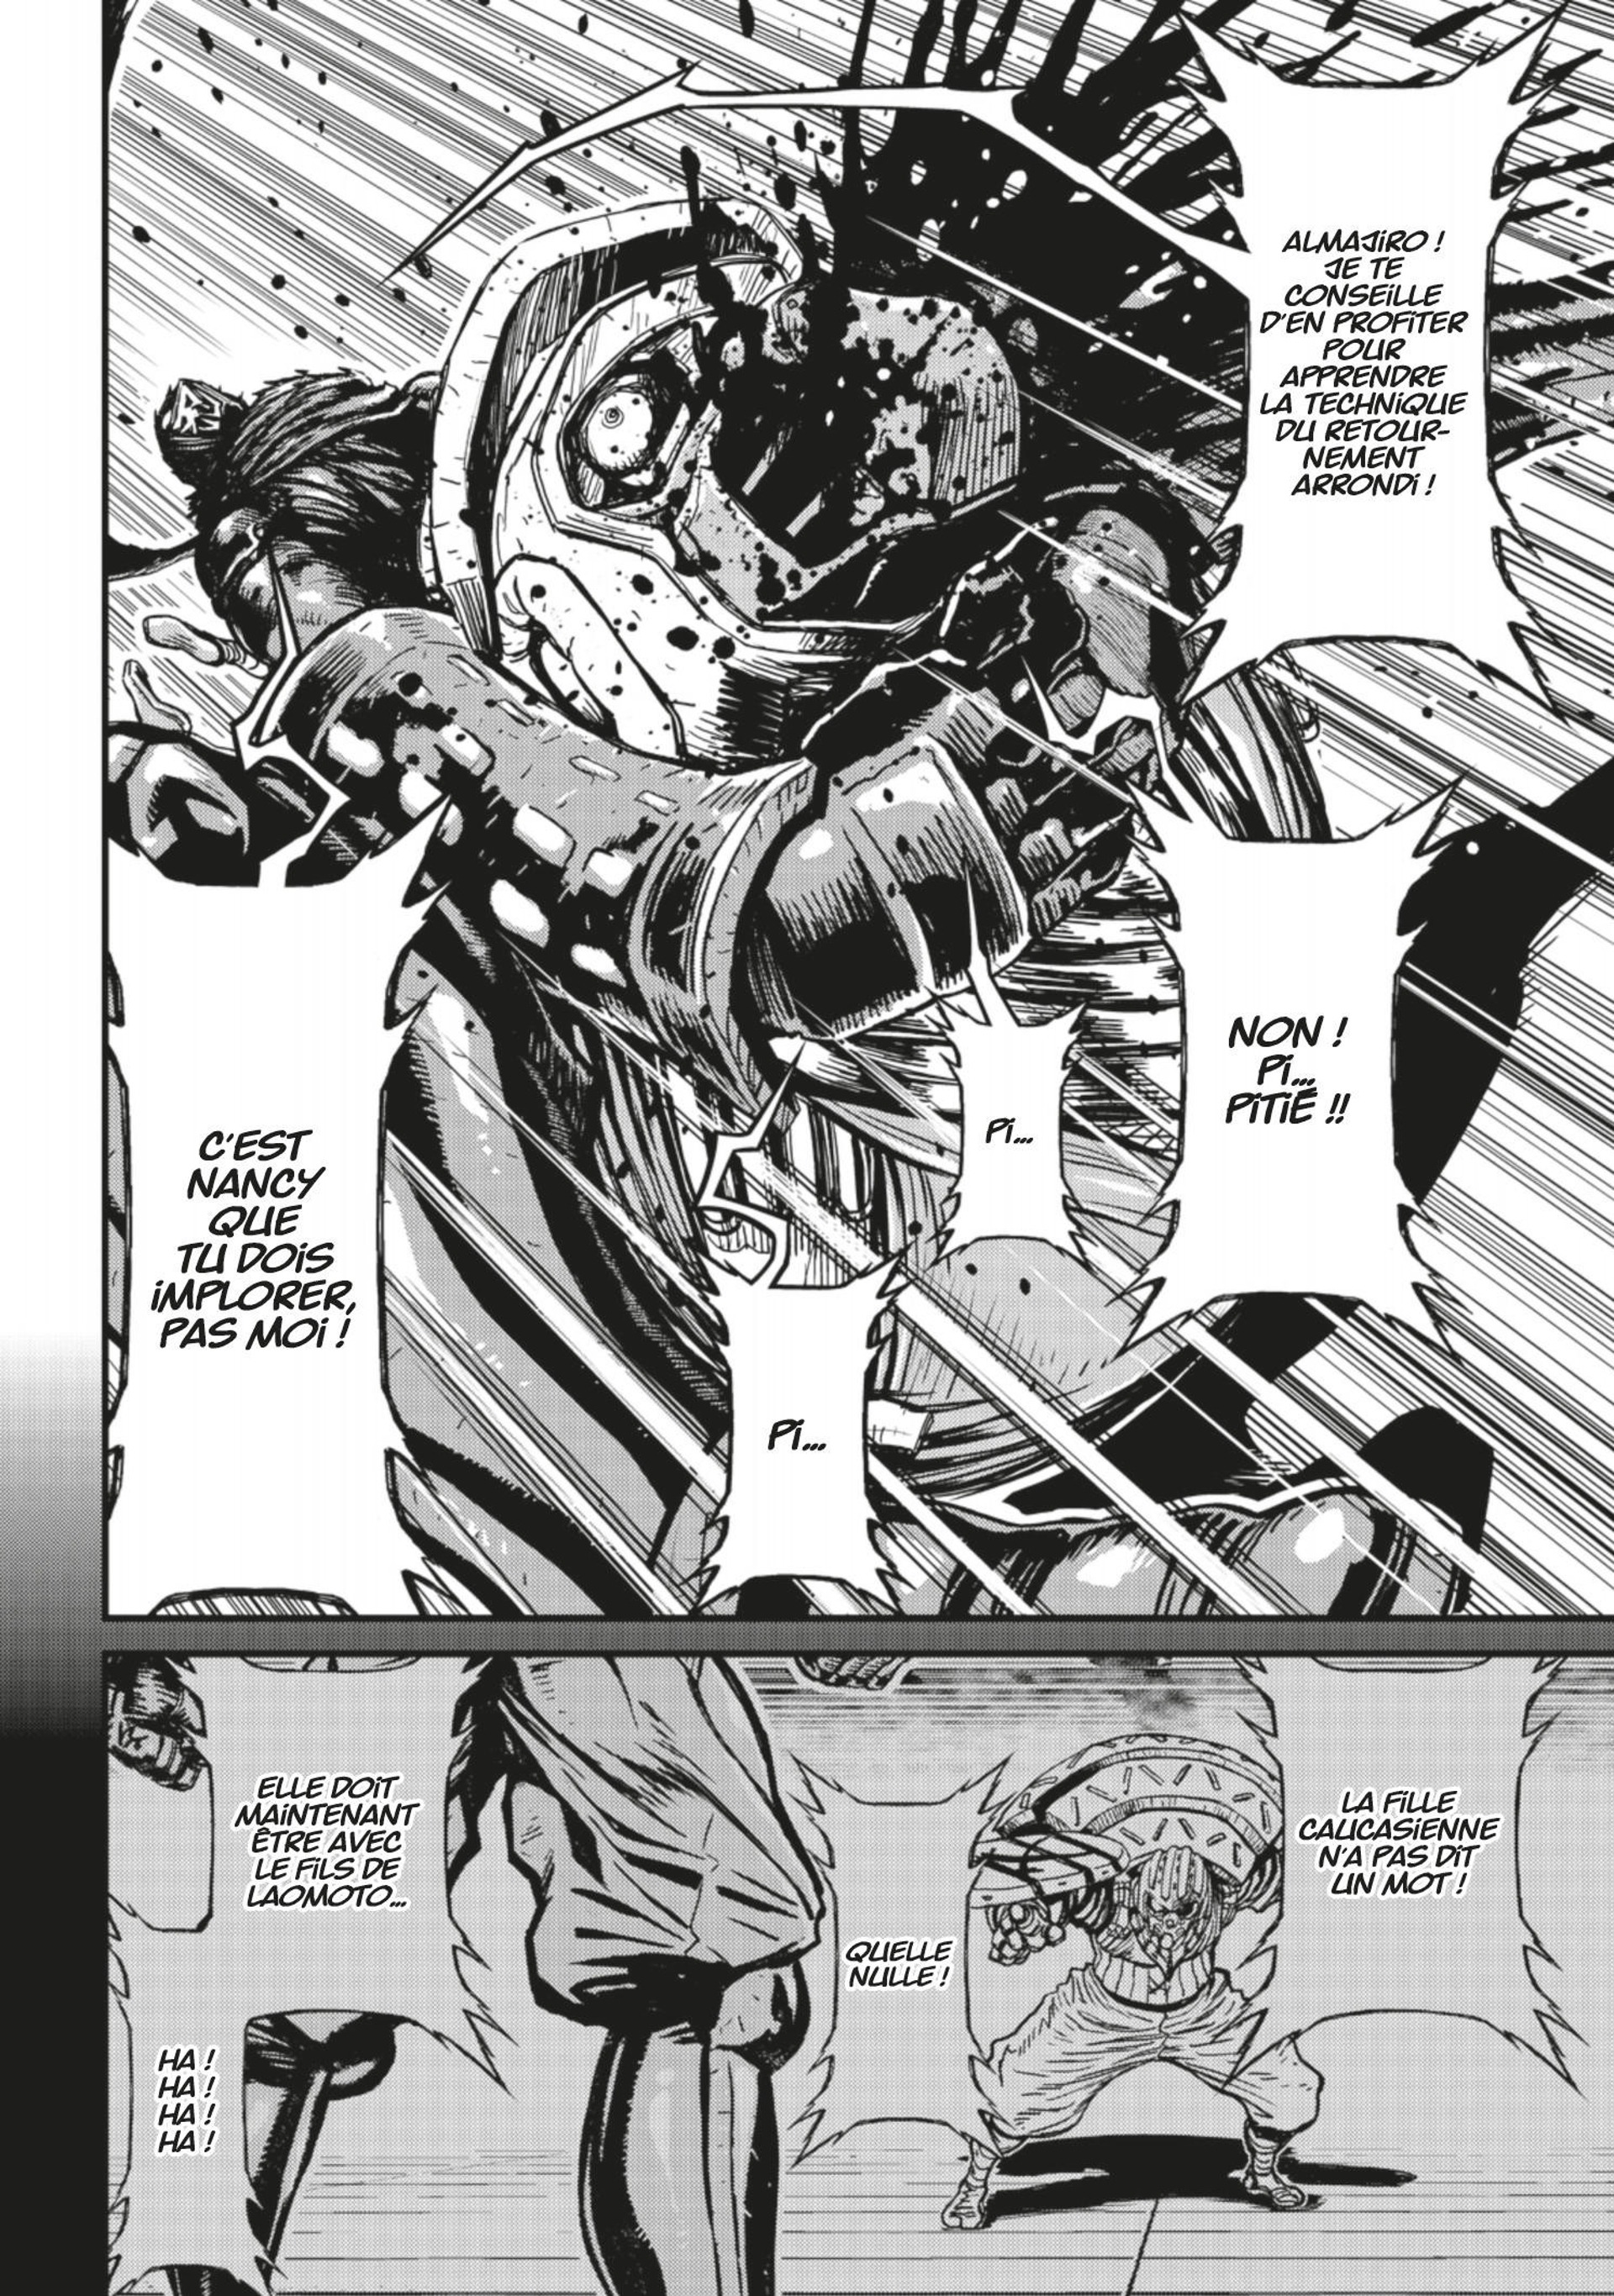 ALMAJiRO !
JE TE
CONSEILLE
D'EN PROFITER
POUR
APPRENDRE
LA TECHNiQUE
DU RETOUR-
NEMENT
ARRONDi !
NON !
Pi...
PiTiÉ !!
Pi...
Pi...
C'EST
NANCY
QUE
TU DOiS
iMPLORER,
PAS MOi !
LA FiLLE
CAUCASiENNE
N'A PAS DiT
UN MOT !
QUELLE
NULLE !
ELLE DOiT
MAiNTENANT
ÊTRE AVEC
LE FiLS DE
LAOMOTO...
HA !
HA !
HA !
HA !